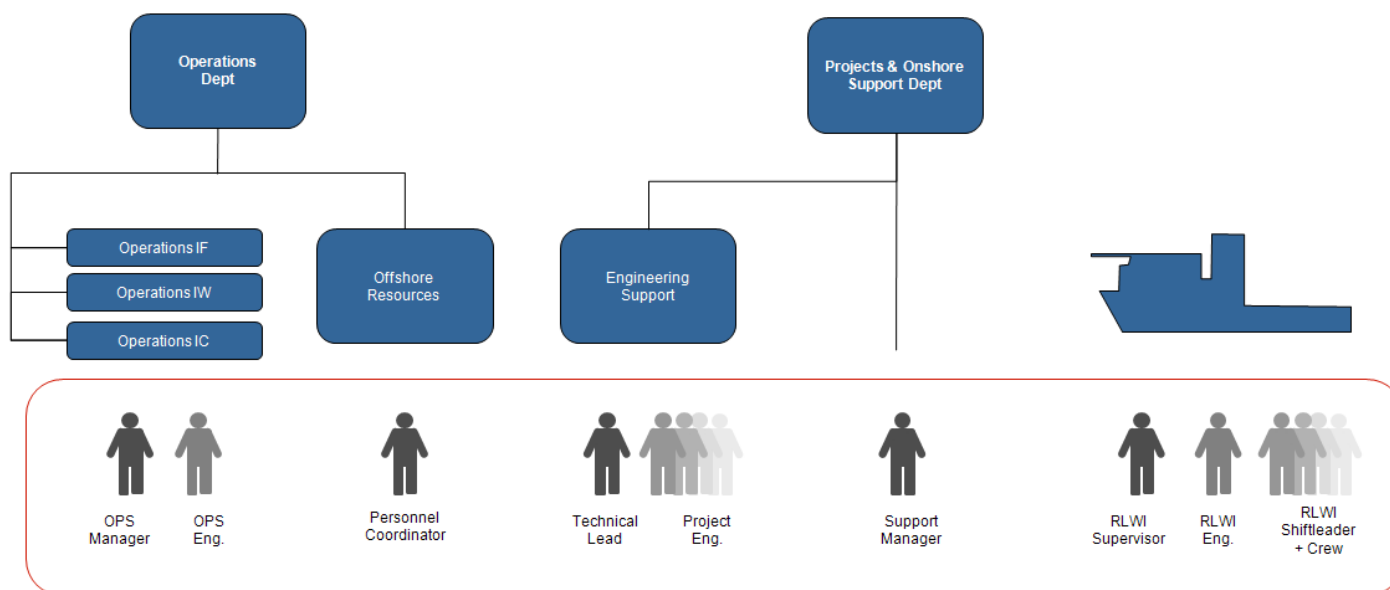 Operations
Dept
Projects & Onshore
Support Dept
Operations IF
Operations IW
Operations IC
Offshore
Resources
Engineering
Support
OPS
Manager
OPS
Eng.
Personnel
Coordinator
Technical
Lead
Project
Eng.
Support
Manager
RLWI
Supervisor
RLWI
Eng.
RLWI
Shiftleader
+ Crew